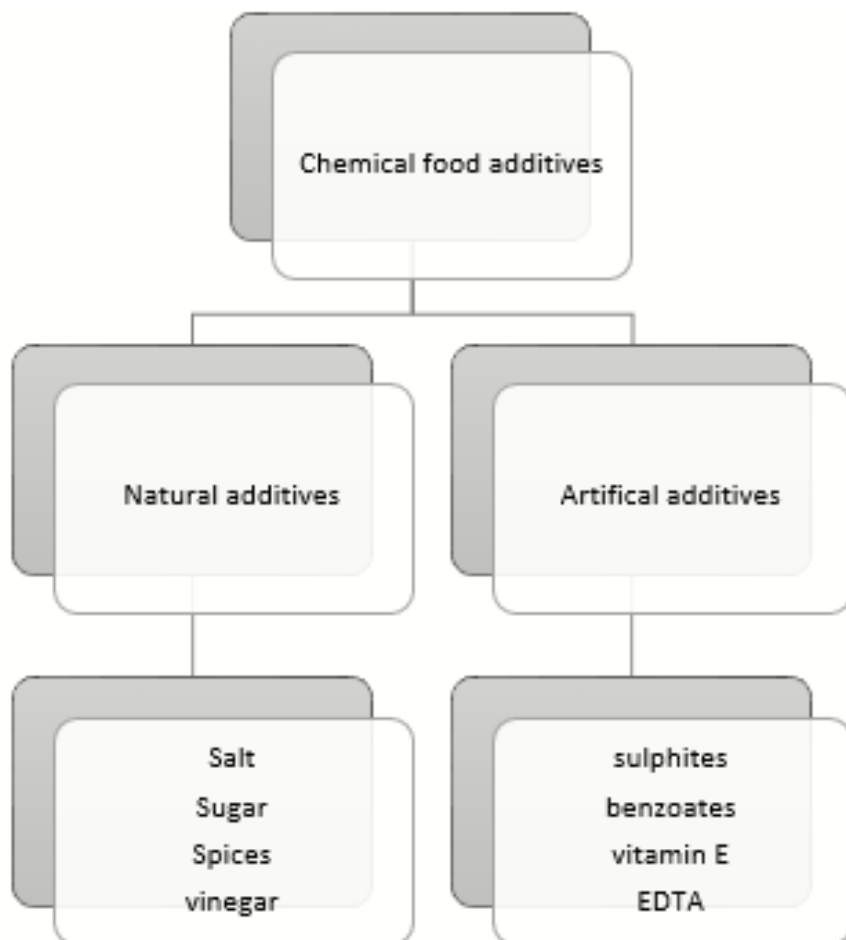 Chemical food additives
Natural additives
Artifical additives
Salt
Sugar
Spices
vinegar
sulphites
benzoates
vitamin E
EDTA